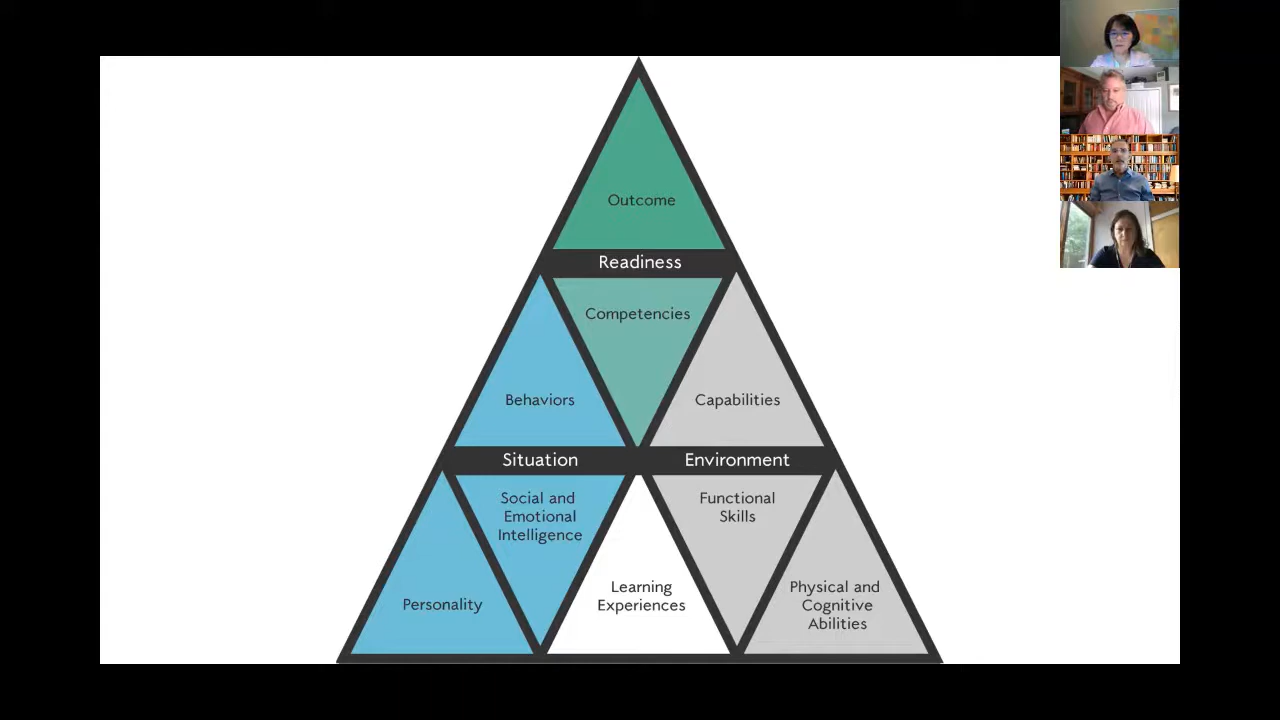 Outcome
Readiness
Competencies
Behaviors
Capabilities
Situation
Environment
Social and
Emotional
Intelligence
Functional
Skills
Personality
Learning
Experiences
Physical and
Cognitive
Abilities